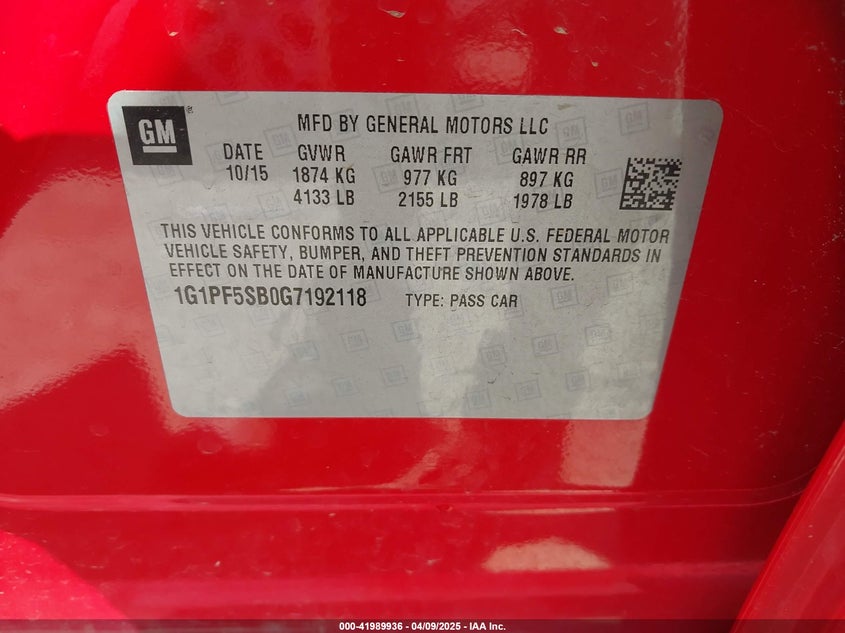 GM
MFD BY GENERAL MOTORS LLC
DATE GVWR GAWR FRT GAWR RR
10/15 1874 KG 977 KG 897 KG
4133 LB 2155 LB 1978 LB
THIS VEHICLE CONFORMS TO ALL APPLICABLE U.S. FEDERAL MOTOR
VEHICLE SAFETY, BUMPER, AND THEFT PREVENTION STANDARDS IN
EFFECT ON THE DATE OF MANUFACTURE SHOWN ABOVE.
1G1PF5SB0G7192118 TYPE: PASS CAR
000-41989936 - 04/09/2025 - IAA Inc.